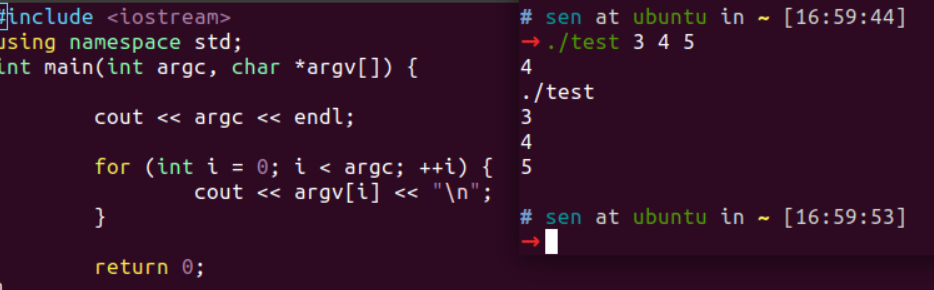 #include <iostream>
using namespace std;
int main(int argc, char *argv[]) {
cout << argc << endl;
for (int i = 0; i < argc; ++i) {
cout << argv[i] << "\n";
}
return 0;
# sen at ubuntu in ~ [16:59:44]
→ ./test 3 4 5
4
./test
3
4
5
# sen at ubuntu in ~ [16:59:53]
→